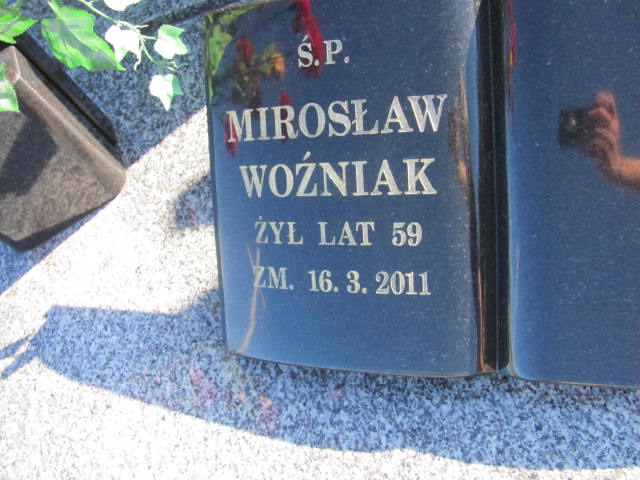 Ś.P.
MIROSŁAW
WOŹNIAK
ŻYŁ LAT 59
ZM. 16.3.2011